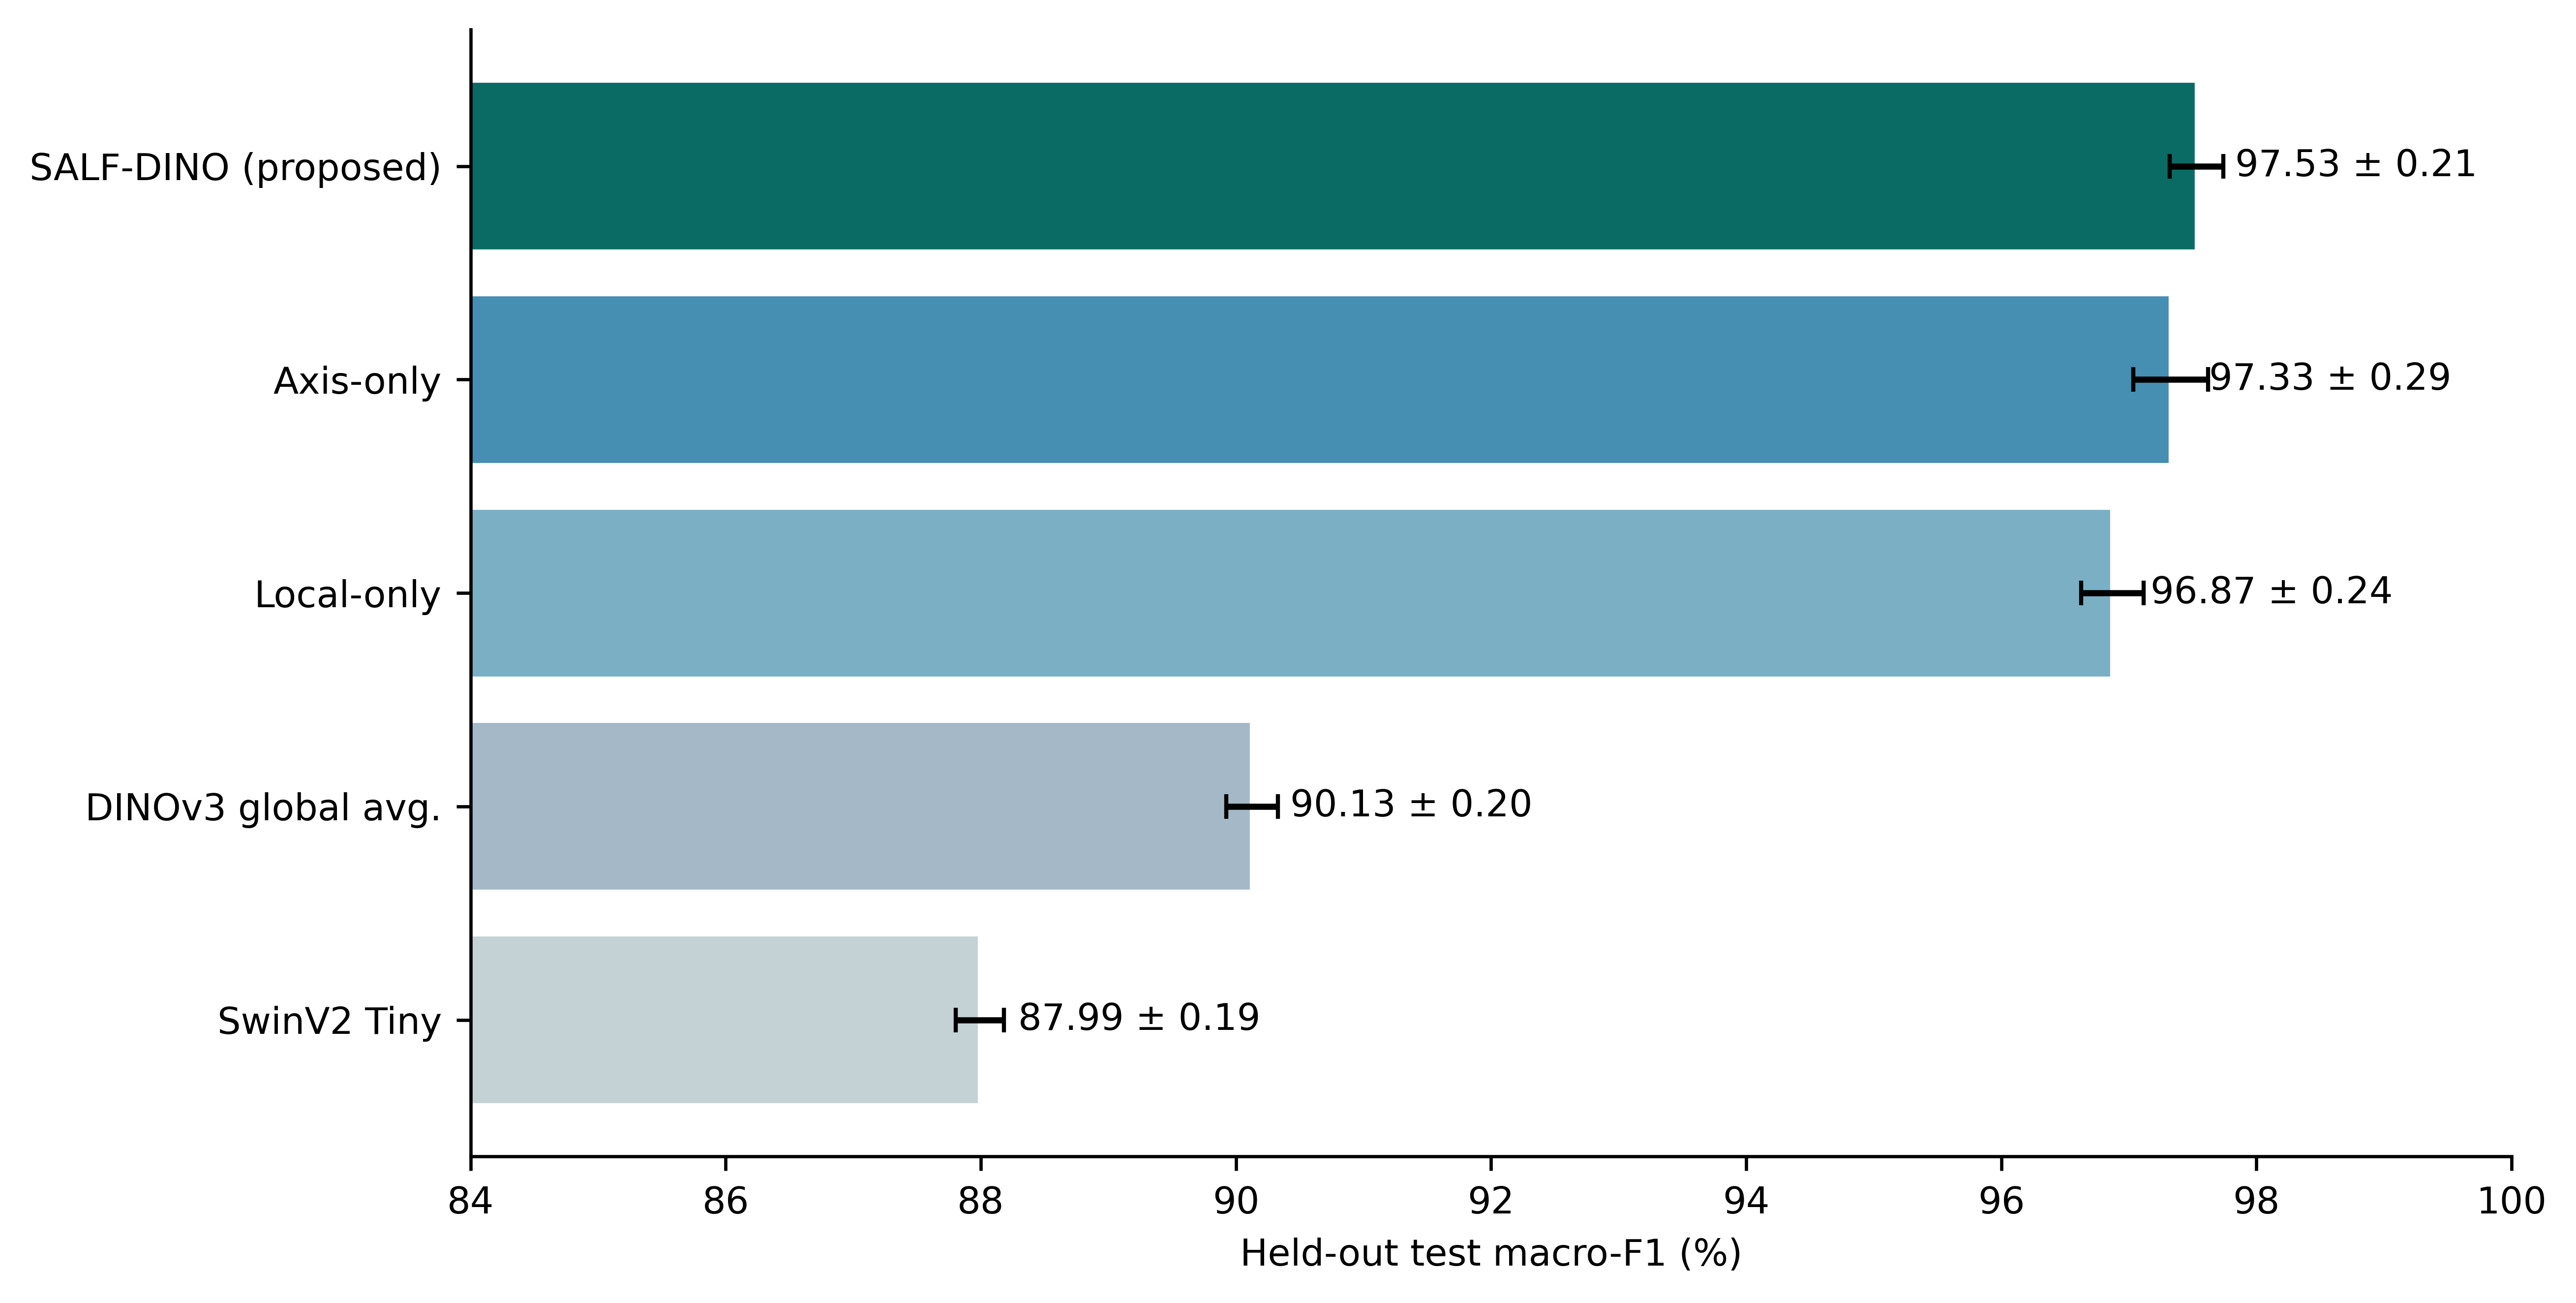 SALF-DINO (proposed)
97.53 ± 0.21
Axis-only
97.33 ± 0.29
Local-only
96.87 ± 0.24
DINOv3 global avg.
90.13 ± 0.20
SwinV2 Tiny
87.99 ± 0.19
84 86 88 90 92 94 96 98 100
Held-out test macro-F1 (%)